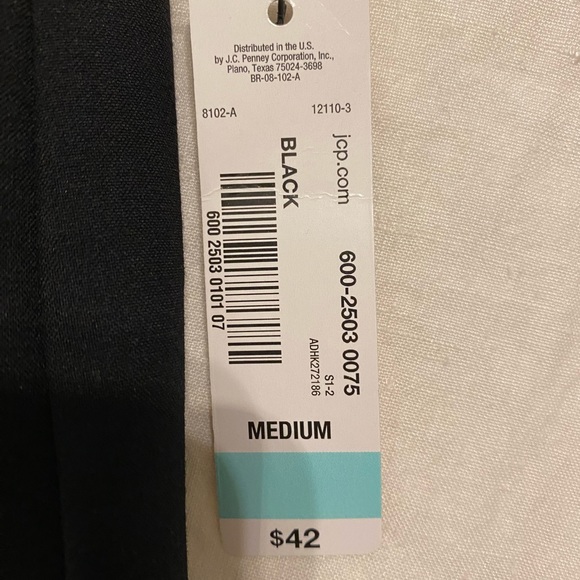 Distributed in the U.S.
by J.C. Penney Corporation, Inc.,
Plano, Texas 75024-3698
BR-08-102-A
8102-A 12110-3
jcp.com
BLACK
600 2503 0101 07
600-2503 0075
S1-2
ADHK272186
MEDIUM
$42